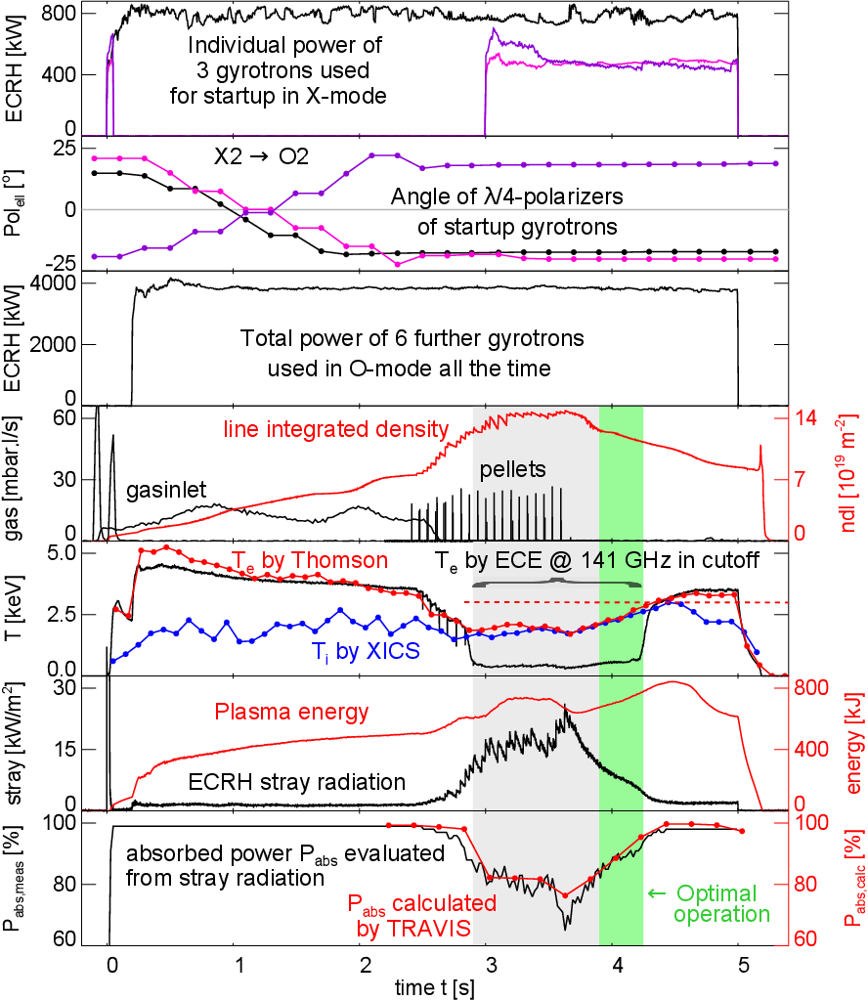 ECRH [kW]
800
400
0
Individual power of
3 gyrotrons used
for startup in X-mode
Pol_ell [°]
25
0
−25
X2 → O2
Angle of λ/4-polarizers
of startup gyrotrons
ECRH [kW]
4000
2000
0
Total power of 6 further gyrotrons
used in O-mode all the time
gas [mbar.l/s]
60
30
0
line integrated density
gasinlet
pellets
14
7
0
ndl [10^19 m^-2]
T [keV]
5.0
2.5
0.0
T_e by Thomson
T_e by ECE @ 141 GHz in cutoff
T_i by XICS
stray [kW/m²]
30
15
0
Plasma energy
ECRH stray radiation
800
400
0
energy [kJ]
P_abs,meas [%]
100
80
60
absorbed power P_abs evaluated
from stray radiation
P_abs calculated
by TRAVIS
← Optimal
operation
100
80
60
P_abs,calc [%]
0 1 2 3 4 5
time t [s]